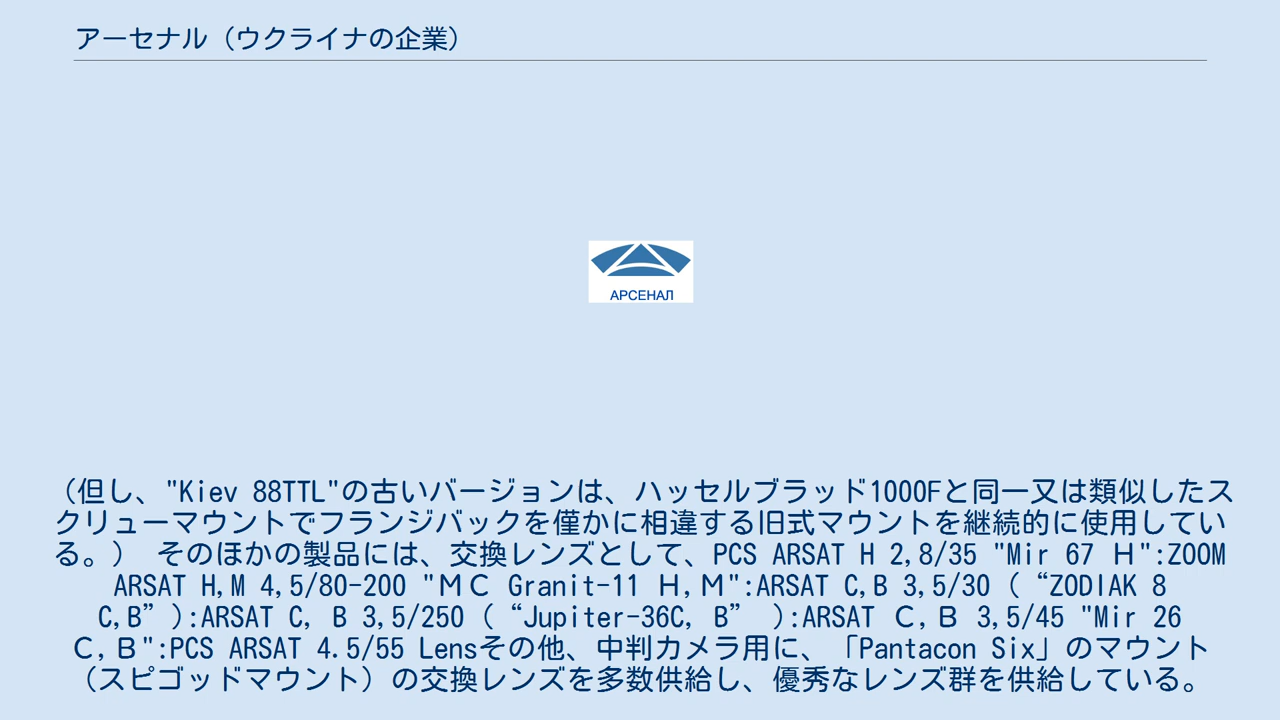 アーセナル（ウクライナの企業）
АРСЕНАЛ
（但し、"Kiev 88TTL"の古いバージョンは、ハッセルブラッド1000Fと同一又は類似したス
クリューマウントでフランジバックを僅かに相違する旧式マウントを継続的に使用してい
る。） そのほかの製品には、交換レンズとして、PCS ARSAT H 2,8/35 "Mir 67 Ｈ":ZOOM
ARSAT H,M 4,5/80-200 "ＭＣ Granit-11 Ｈ,Ｍ":ARSAT C,B 3,5/30 (“ZODIAK 8
C,B”):ARSAT C, B 3,5/250 (“Jupiter-36C, B” ):ARSAT Ｃ,Ｂ 3,5/45 "Mir 26
Ｃ,Ｂ":PCS ARSAT 4.5/55 Lensその他、中判カメラ用に、「Pantacon Six」のマウント
（スピゴッドマウント）の交換レンズを多数供給し、優秀なレンズ群を供給している。